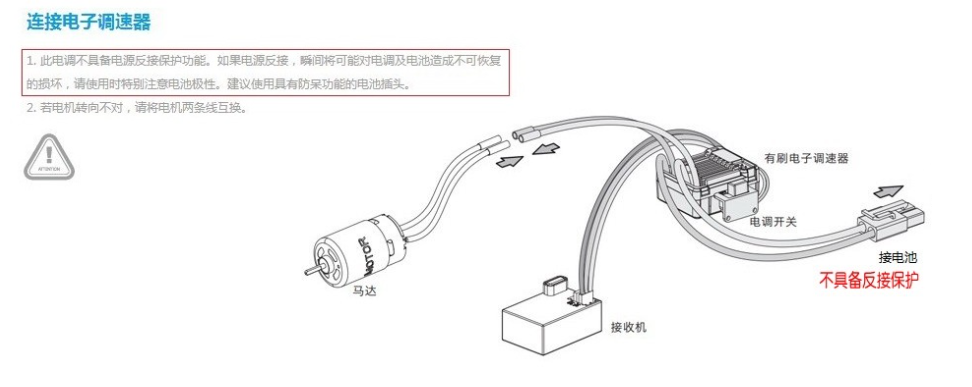 连接电子调速器
1. 此电调不具备电源反接保护功能。如果电源反接，瞬间将可能对电调及电池造成不可恢复
的损坏，请使用时特别注意电池极性。建议使用具有防呆功能的电池插头。
2. 若电机转向不对，请将电机两条线互换。
ATTENTION
有刷电子调速器
电调开关
MOTOR
接电池
不具备反接保护
马达
接收机